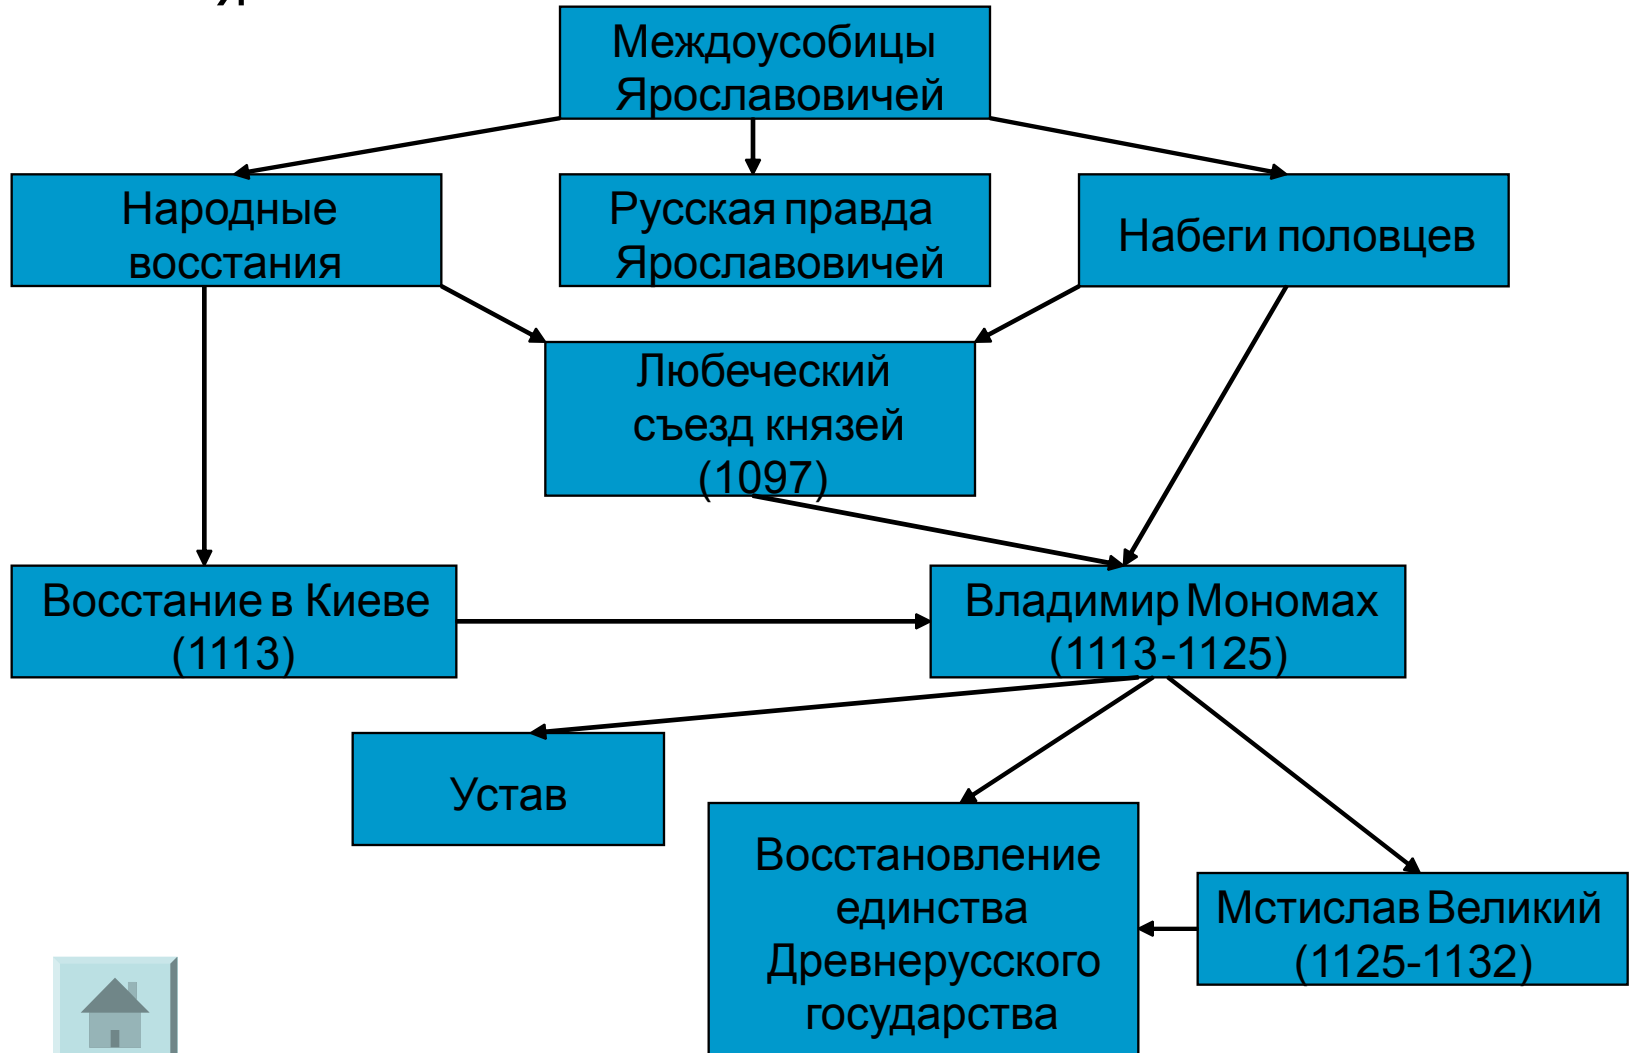 Междоусобицы
Ярославовичей
Народные
восстания
Русская правда
Ярославовичей
Набеги половцев
Любеческий
съезд князей
(1097)
Восстание в Киеве
(1113)
Владимир Мономах
(1113-1125)
Устав
Восстановление
единства
Древнерусского
государства
Мстислав Великий
(1125-1132)